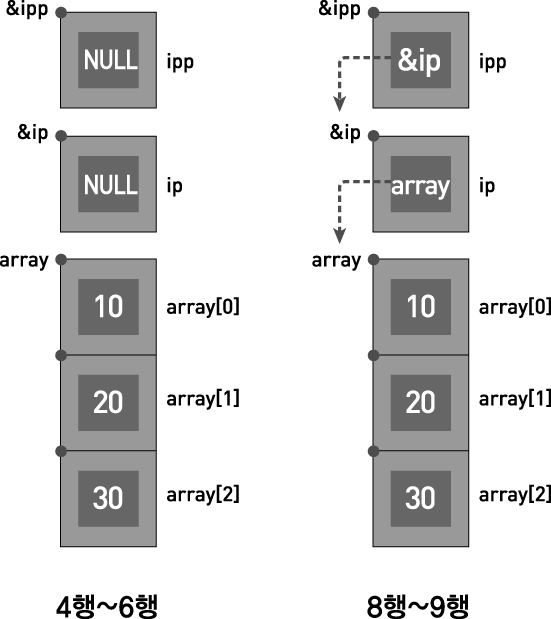 &ipp
NULL
ipp
&ip
NULL
ip
array
10
array[0]
20
array[1]
30
array[2]
4행~6행
&ipp
&ip
ipp
&ip
array
ip
array
10
array[0]
20
array[1]
30
array[2]
8행~9행